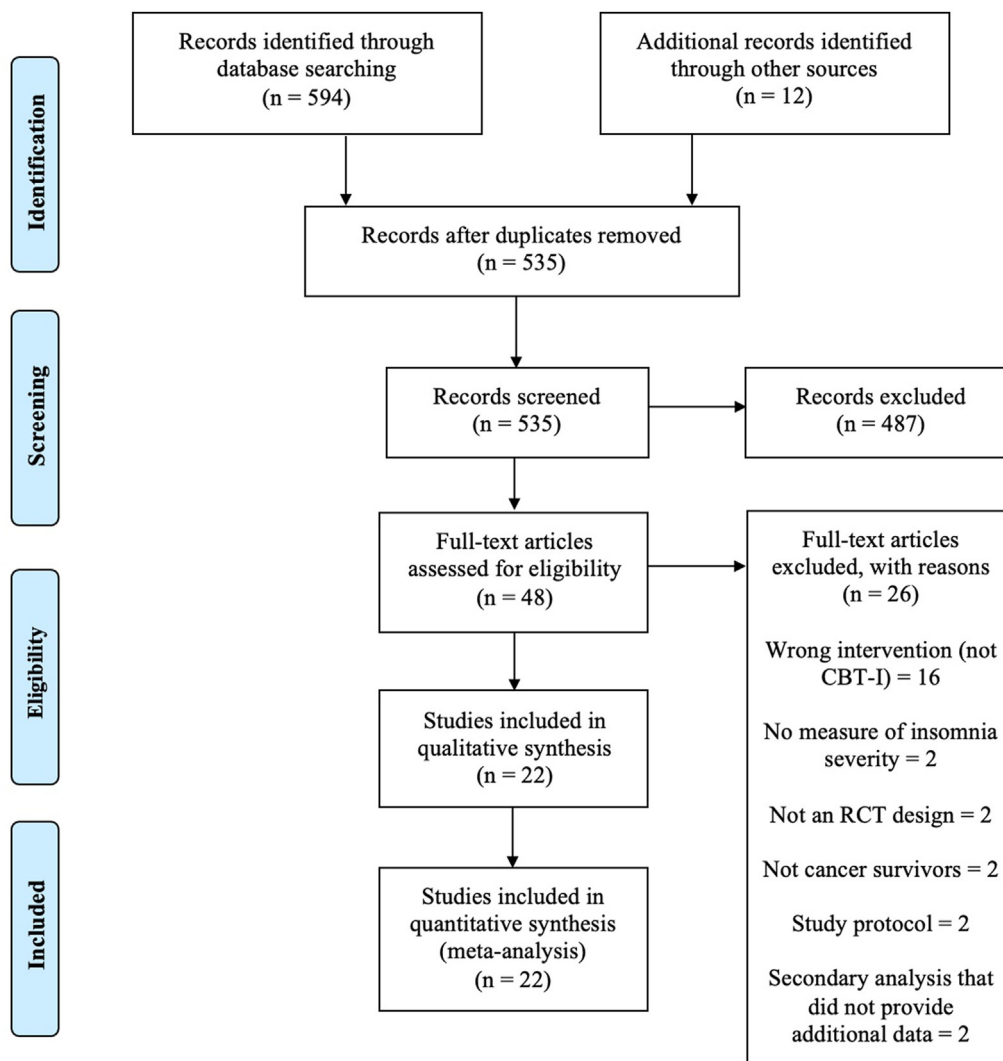 Identification
Records identified through
database searching
(n = 594)
Additional records identified
through other sources
(n = 12)
Records after duplicates removed
(n = 535)
Screening
Records screened
(n = 535)
Records excluded
(n = 487)
Eligibility
Full-text articles
assessed for eligibility
(n = 48)
Full-text articles
excluded, with reasons
(n = 26)
Wrong intervention (not
CBT-I) = 16
No measure of insomnia
severity = 2
Not an RCT design = 2
Not cancer survivors = 2
Study protocol = 2
Secondary analysis that
did not provide
additional data = 2
Studies included in
qualitative synthesis
(n = 22)
Included
Studies included in
quantitative synthesis
(meta-analysis)
(n = 22)